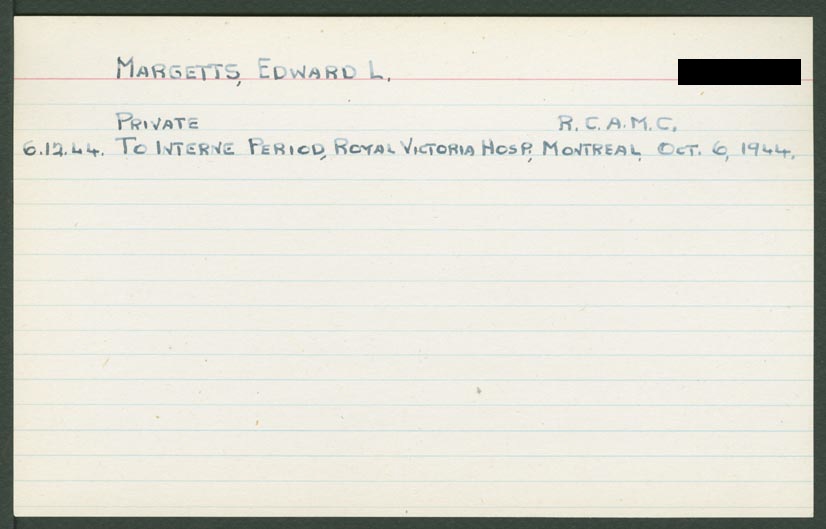 MARGETTS, EDWARD L.
PRIVATE R.C.A.M.C.
6.12.44. TO INTERNE PERIOD, ROYAL VICTORIA HOSP., MONTREAL, OCT. 6, 1944.